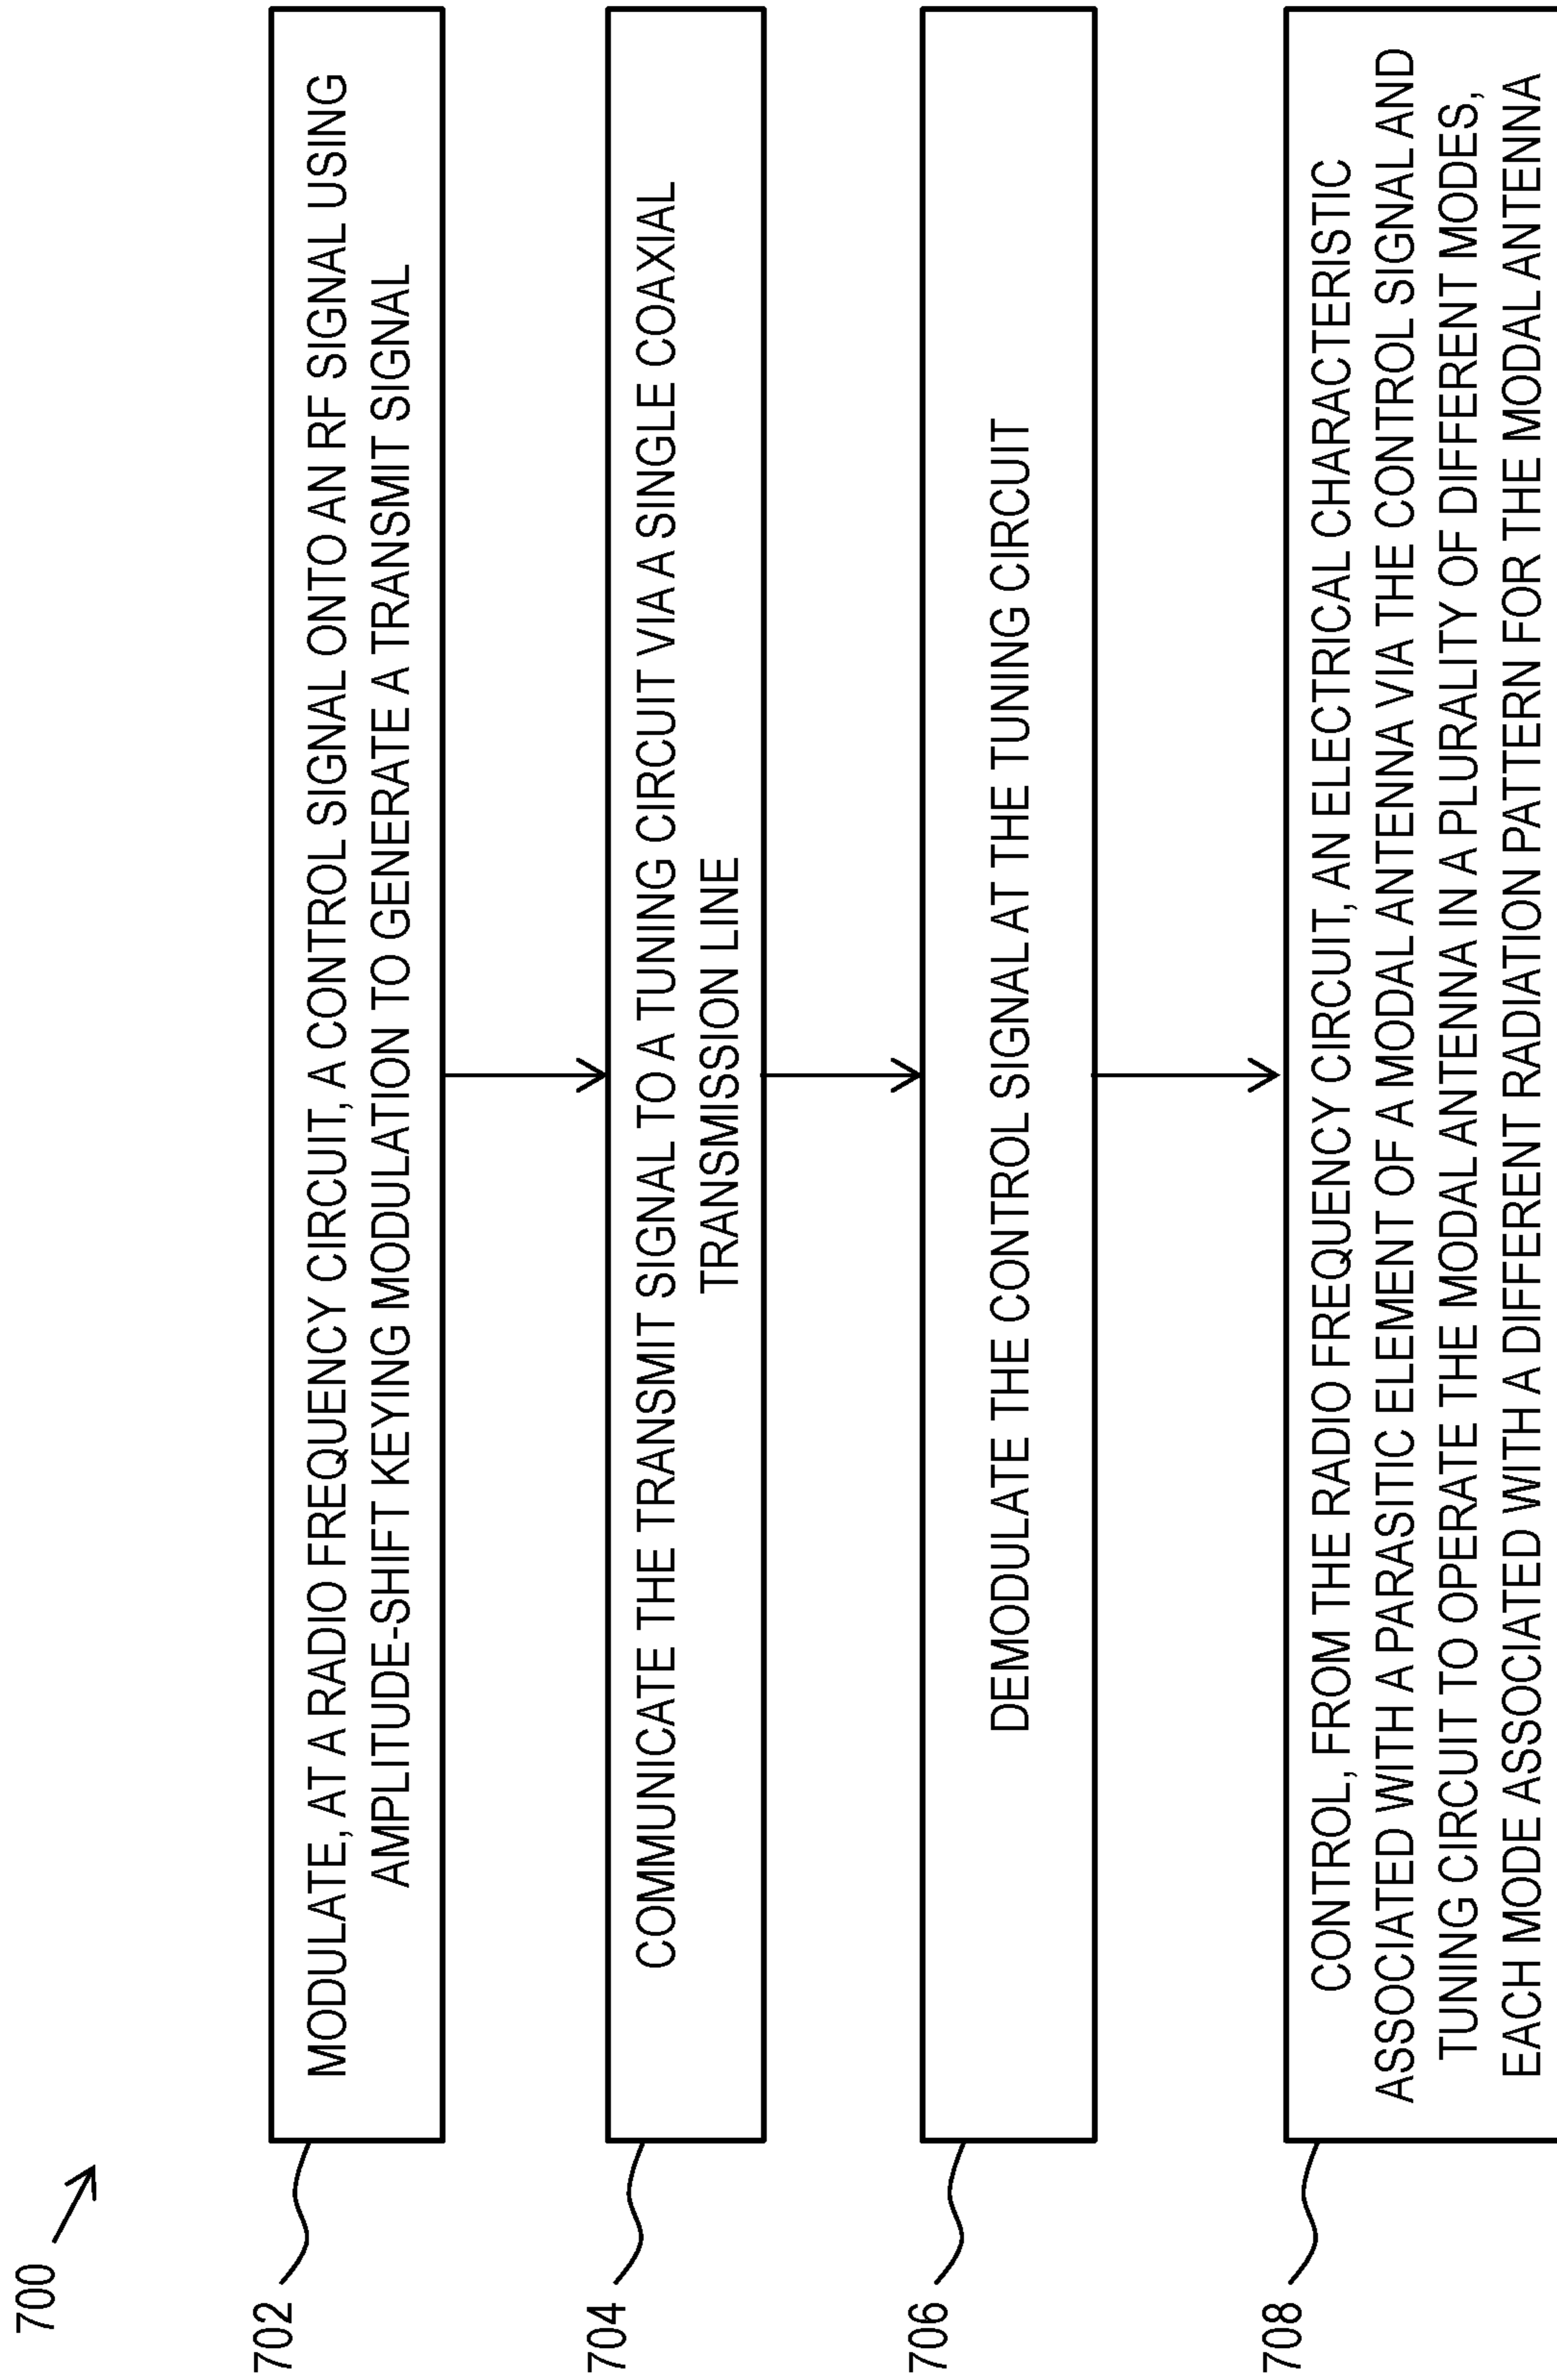 700
702
MODULATE, AT A RADIO FREQUENCY CIRCUIT, A CONTROL SIGNAL ONTO AN RF SIGNAL USING
AMPLITUDE-SHIFT KEYING MODULATION TO GENERATE A TRANSMIT SIGNAL
704
COMMUNICATE THE TRANSMIT SIGNAL TO A TUNING CIRCUIT VIA A SINGLE COAXIAL
TRANSMISSION LINE
706
DEMODULATE THE CONTROL SIGNAL AT THE TUNING CIRCUIT
708
CONTROL, FROM THE RADIO FREQUENCY CIRCUIT, AN ELECTRICAL CHARACTERISTIC
ASSOCIATED WITH A PARASITIC ELEMENT OF A MODAL ANTENNA VIA THE CONTROL SIGNAL AND
TUNING CIRCUIT TO OPERATE THE MODAL ANTENNA IN A PLURALITY OF DIFFERENT MODES,
EACH MODE ASSOCIATED WITH A DIFFERENT RADIATION PATTERN FOR THE MODAL ANTENNA